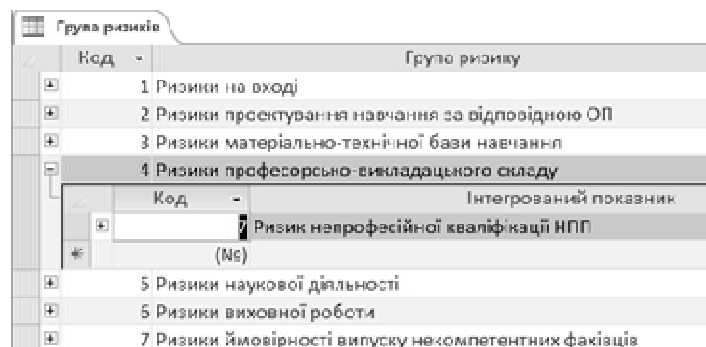 Група ризиків
Код Група ризику
1 Ризики на вході
2 Ризики проектування навчання за відповідною ОП
3 Ризики матеріально-технічної бази навчання
4 Ризики професорсько-викладацького складу
Код Інтегрований показник
7 Ризик непрофесійної кваліфікації НПП
(№)
5 Ризики наукової діяльності
6 Ризики виховної роботи
7 Ризики ймовірності випуску некомпетентних фахівців